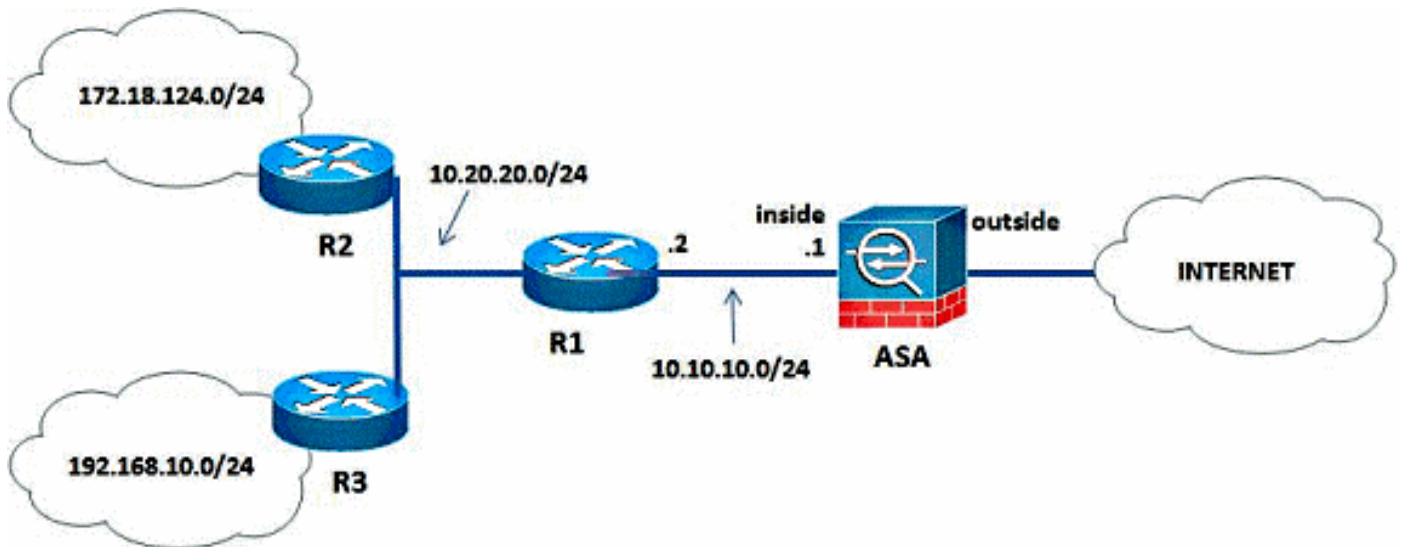 172.18.124.0/24
R2
10.20.20.0/24
R1
.2
inside
.1
outside
ASA
INTERNET
10.10.10.0/24
192.168.10.0/24
R3